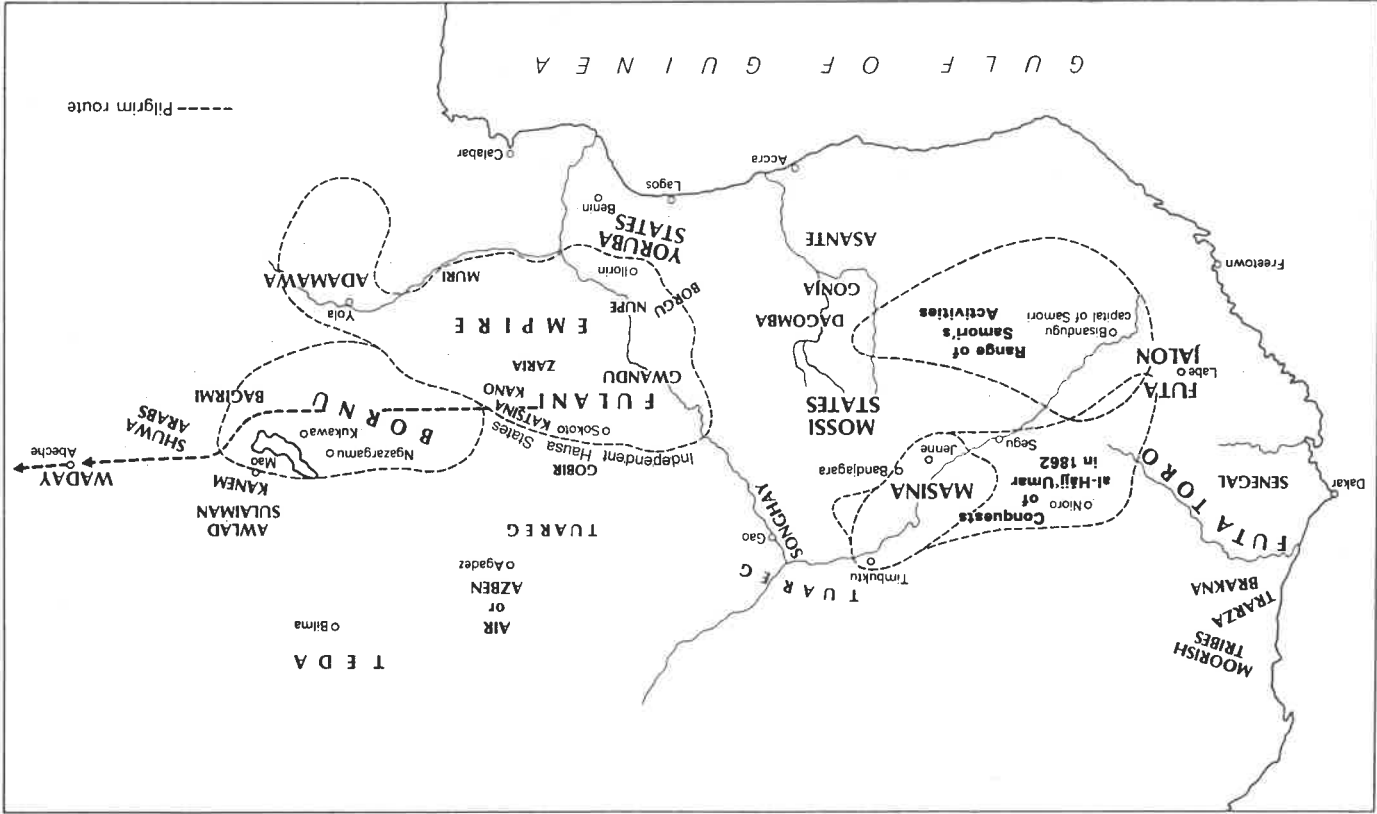 MOORISH
TRIBES
TRARZA
BRAKNA
Dakar
SENEGAL
FUTA TORO
Freetown
FUTA
JALON
Labe
Conquests
of
al-Hājj'Umar
in 1862
Nioro
Segu
Jenne
MASINA
Bandjagara
Timbuktu
TUAREG
Range of
Samori's
Activities
Bisandugu
capital of Samori
MOSSI
STATES
DAGOMBA
GONJA
ASANTE
Accra
SONGHAY
Gao
TEDA
Bilma
AIR
or
AZBEN
Agadez
TUAREG
GOBIR
Independent Hausa States
Sokoto
KATSINA
KANO
ZARIA
FULANI
EMPIRE
GWANDU
NUPE
BORGU
Ilorin
YORUBA
STATES
Benin
Lagos
Calabar
MURI
Yola
ADAMAWA
AWLAD
SULAIMAN
KANEM
Mao
Ngazargamu
Kukawa
BORNU
BAGIRMI
SHUWA
ARABS
WADAY
Abeche
Pilgrim route
GULF OF GUINEA